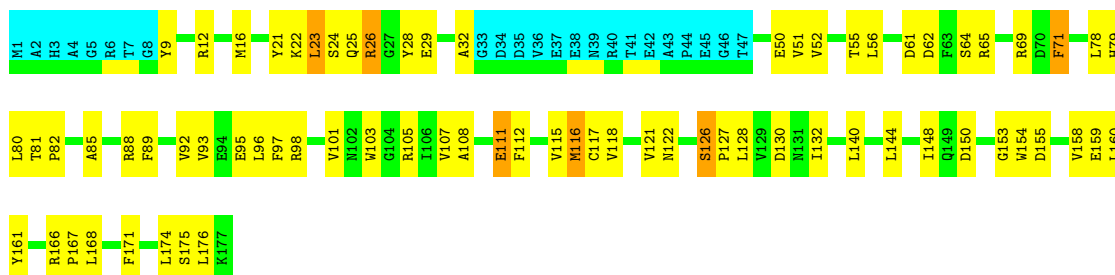 M1 A2 H3 A4 G5 R6 T7 G8 Y9 R12 M16 Y21 K22 L23 S24 Q25 R26 G27 Y28 E29 A32 G33 D34 D35 V36 E37 E38 N39 R40 T41 E42 A43 P44 E45 G46 T47 E50 V51 V52 T55 L56 D61 D62 F63 S64 R65 R69 D70 F71 L78
L80 T81 P82 A85 R88 F89 V92 V93 E94 E95 L96 F97 R98 V101 N102 W103 G104 R105 I106 V107 A108 E111 F112 V115 M116 C117 V118 V121 N122 S126 P127 L128 V129 D130 N131 I132 L140 L144 I148 Q149 D150 G153 W154 D155 V158 E159 L160
Y161 R166 P167 L168 F171 L174 S175 L176 K177